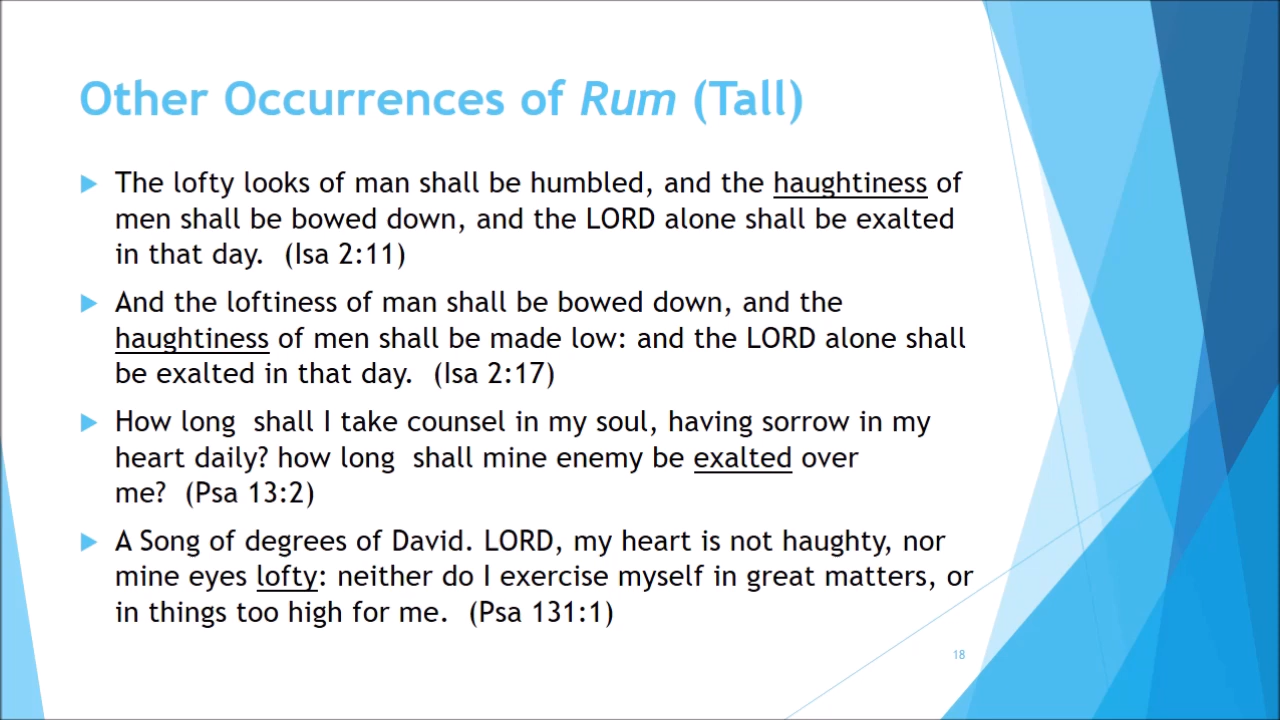 Other Occurrences of Rum (Tall)
The lofty looks of man shall be humbled, and the haughtiness of
men shall be bowed down, and the LORD alone shall be exalted
in that day.  (Isa 2:11)
And the loftiness of man shall be bowed down, and the
haughtiness of men shall be made low: and the LORD alone shall
be exalted in that day.  (Isa 2:17)
How long  shall I take counsel in my soul, having sorrow in my
heart daily? how long  shall mine enemy be exalted over
me?  (Psa 13:2)
A Song of degrees of David. LORD, my heart is not haughty, nor
mine eyes lofty: neither do I exercise myself in great matters, or
in things too high for me.  (Psa 131:1)
18